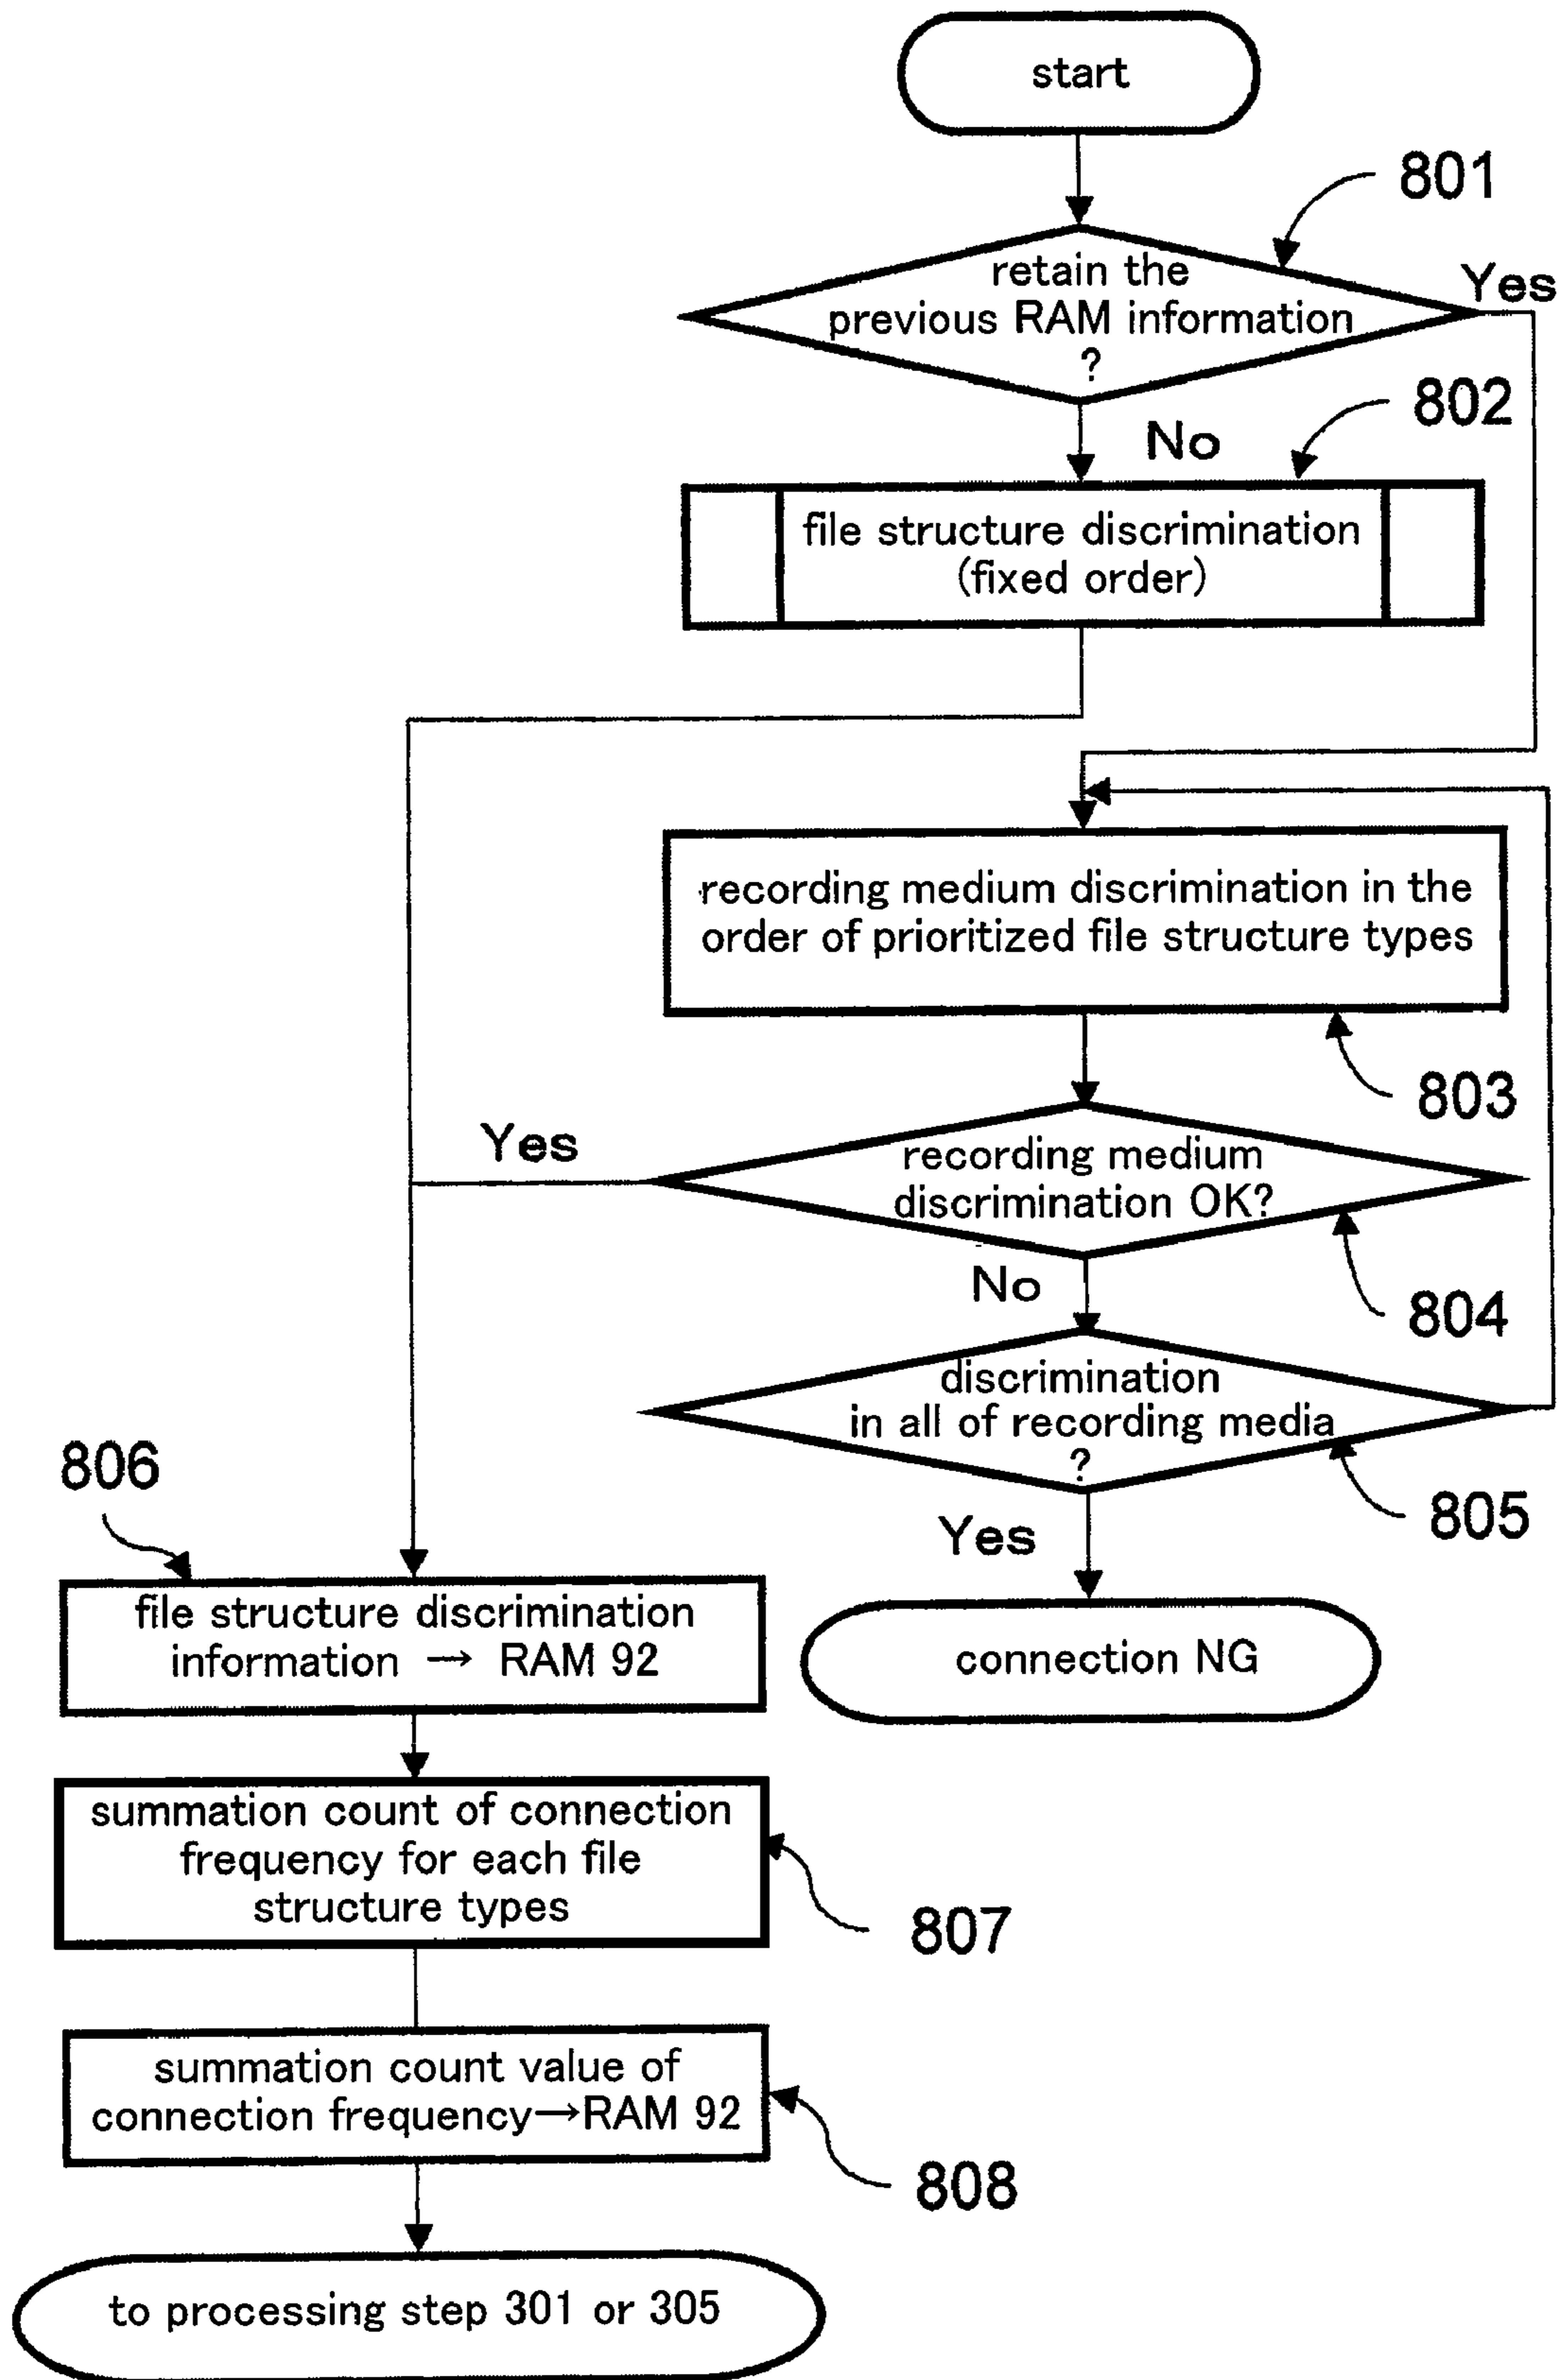 start
801
retain the
previous RAM information
?
Yes
No
802
file structure discrimination
(fixed order)
recording medium discrimination in the
order of prioritized file structure types
803
Yes
recording medium
discrimination OK?
No
804
discrimination
in all of recording media
?
805
Yes
connection NG
806
file structure discrimination
information → RAM 92
summation count of connection
frequency for each file
structure types
807
summation count value of
connection frequency→RAM 92
808
to processing step 301 or 305